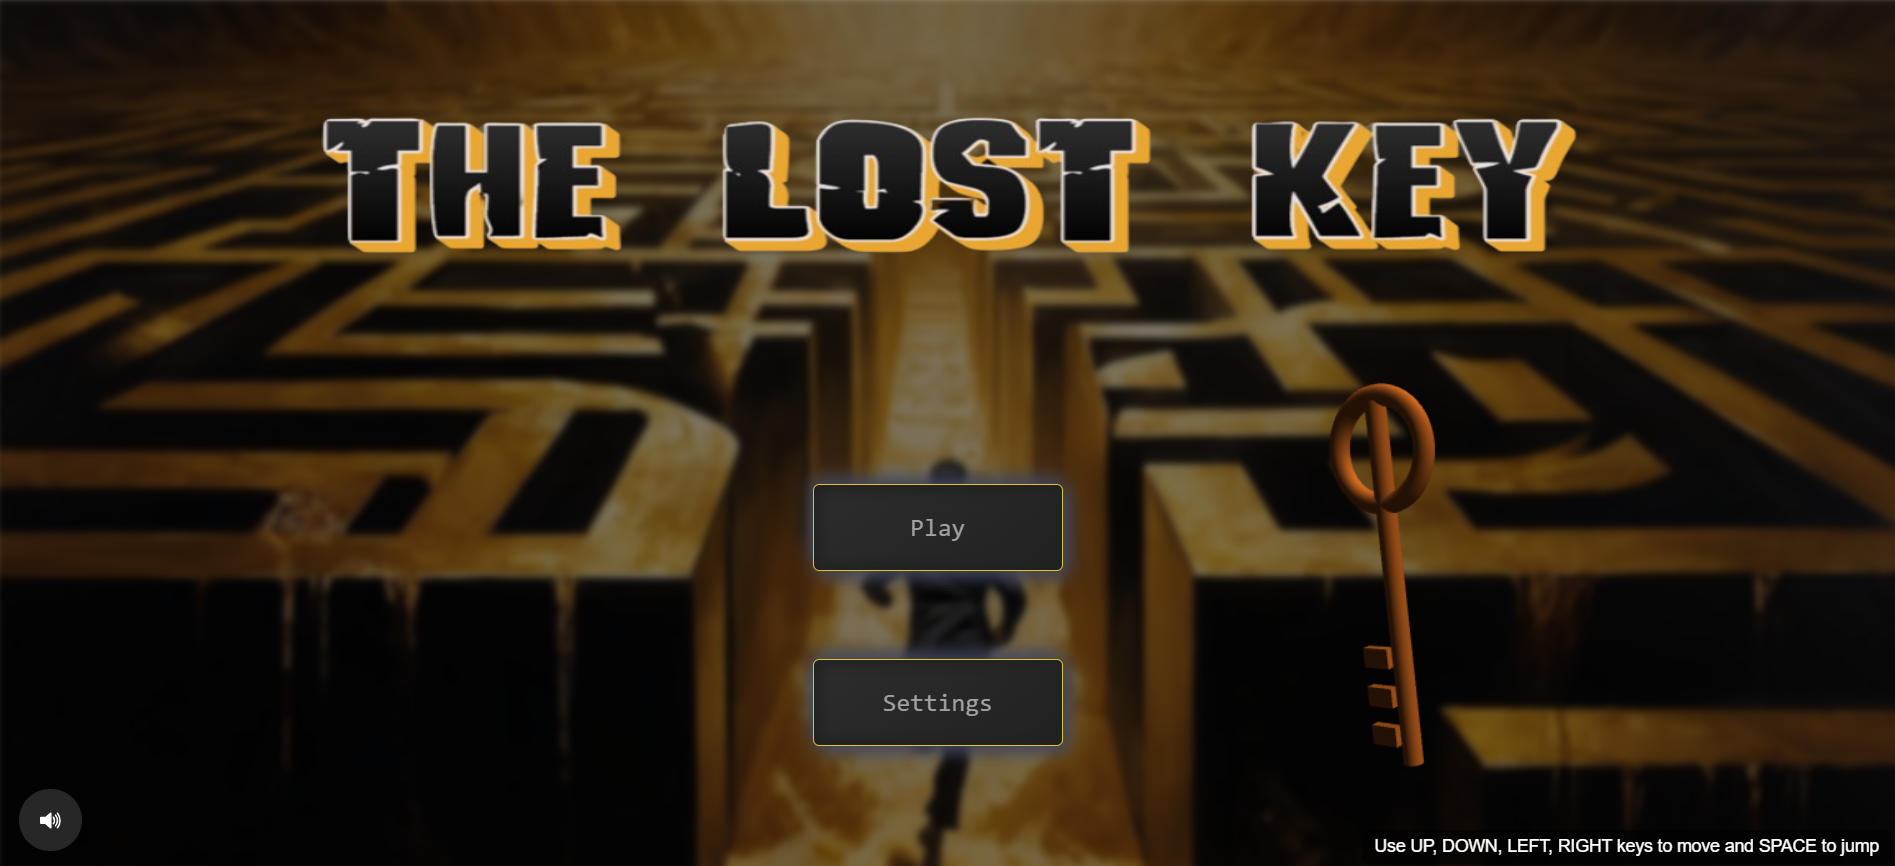 THE LOST KEY
Play
Settings
Use UP, DOWN, LEFT, RIGHT keys to move and SPACE to jump